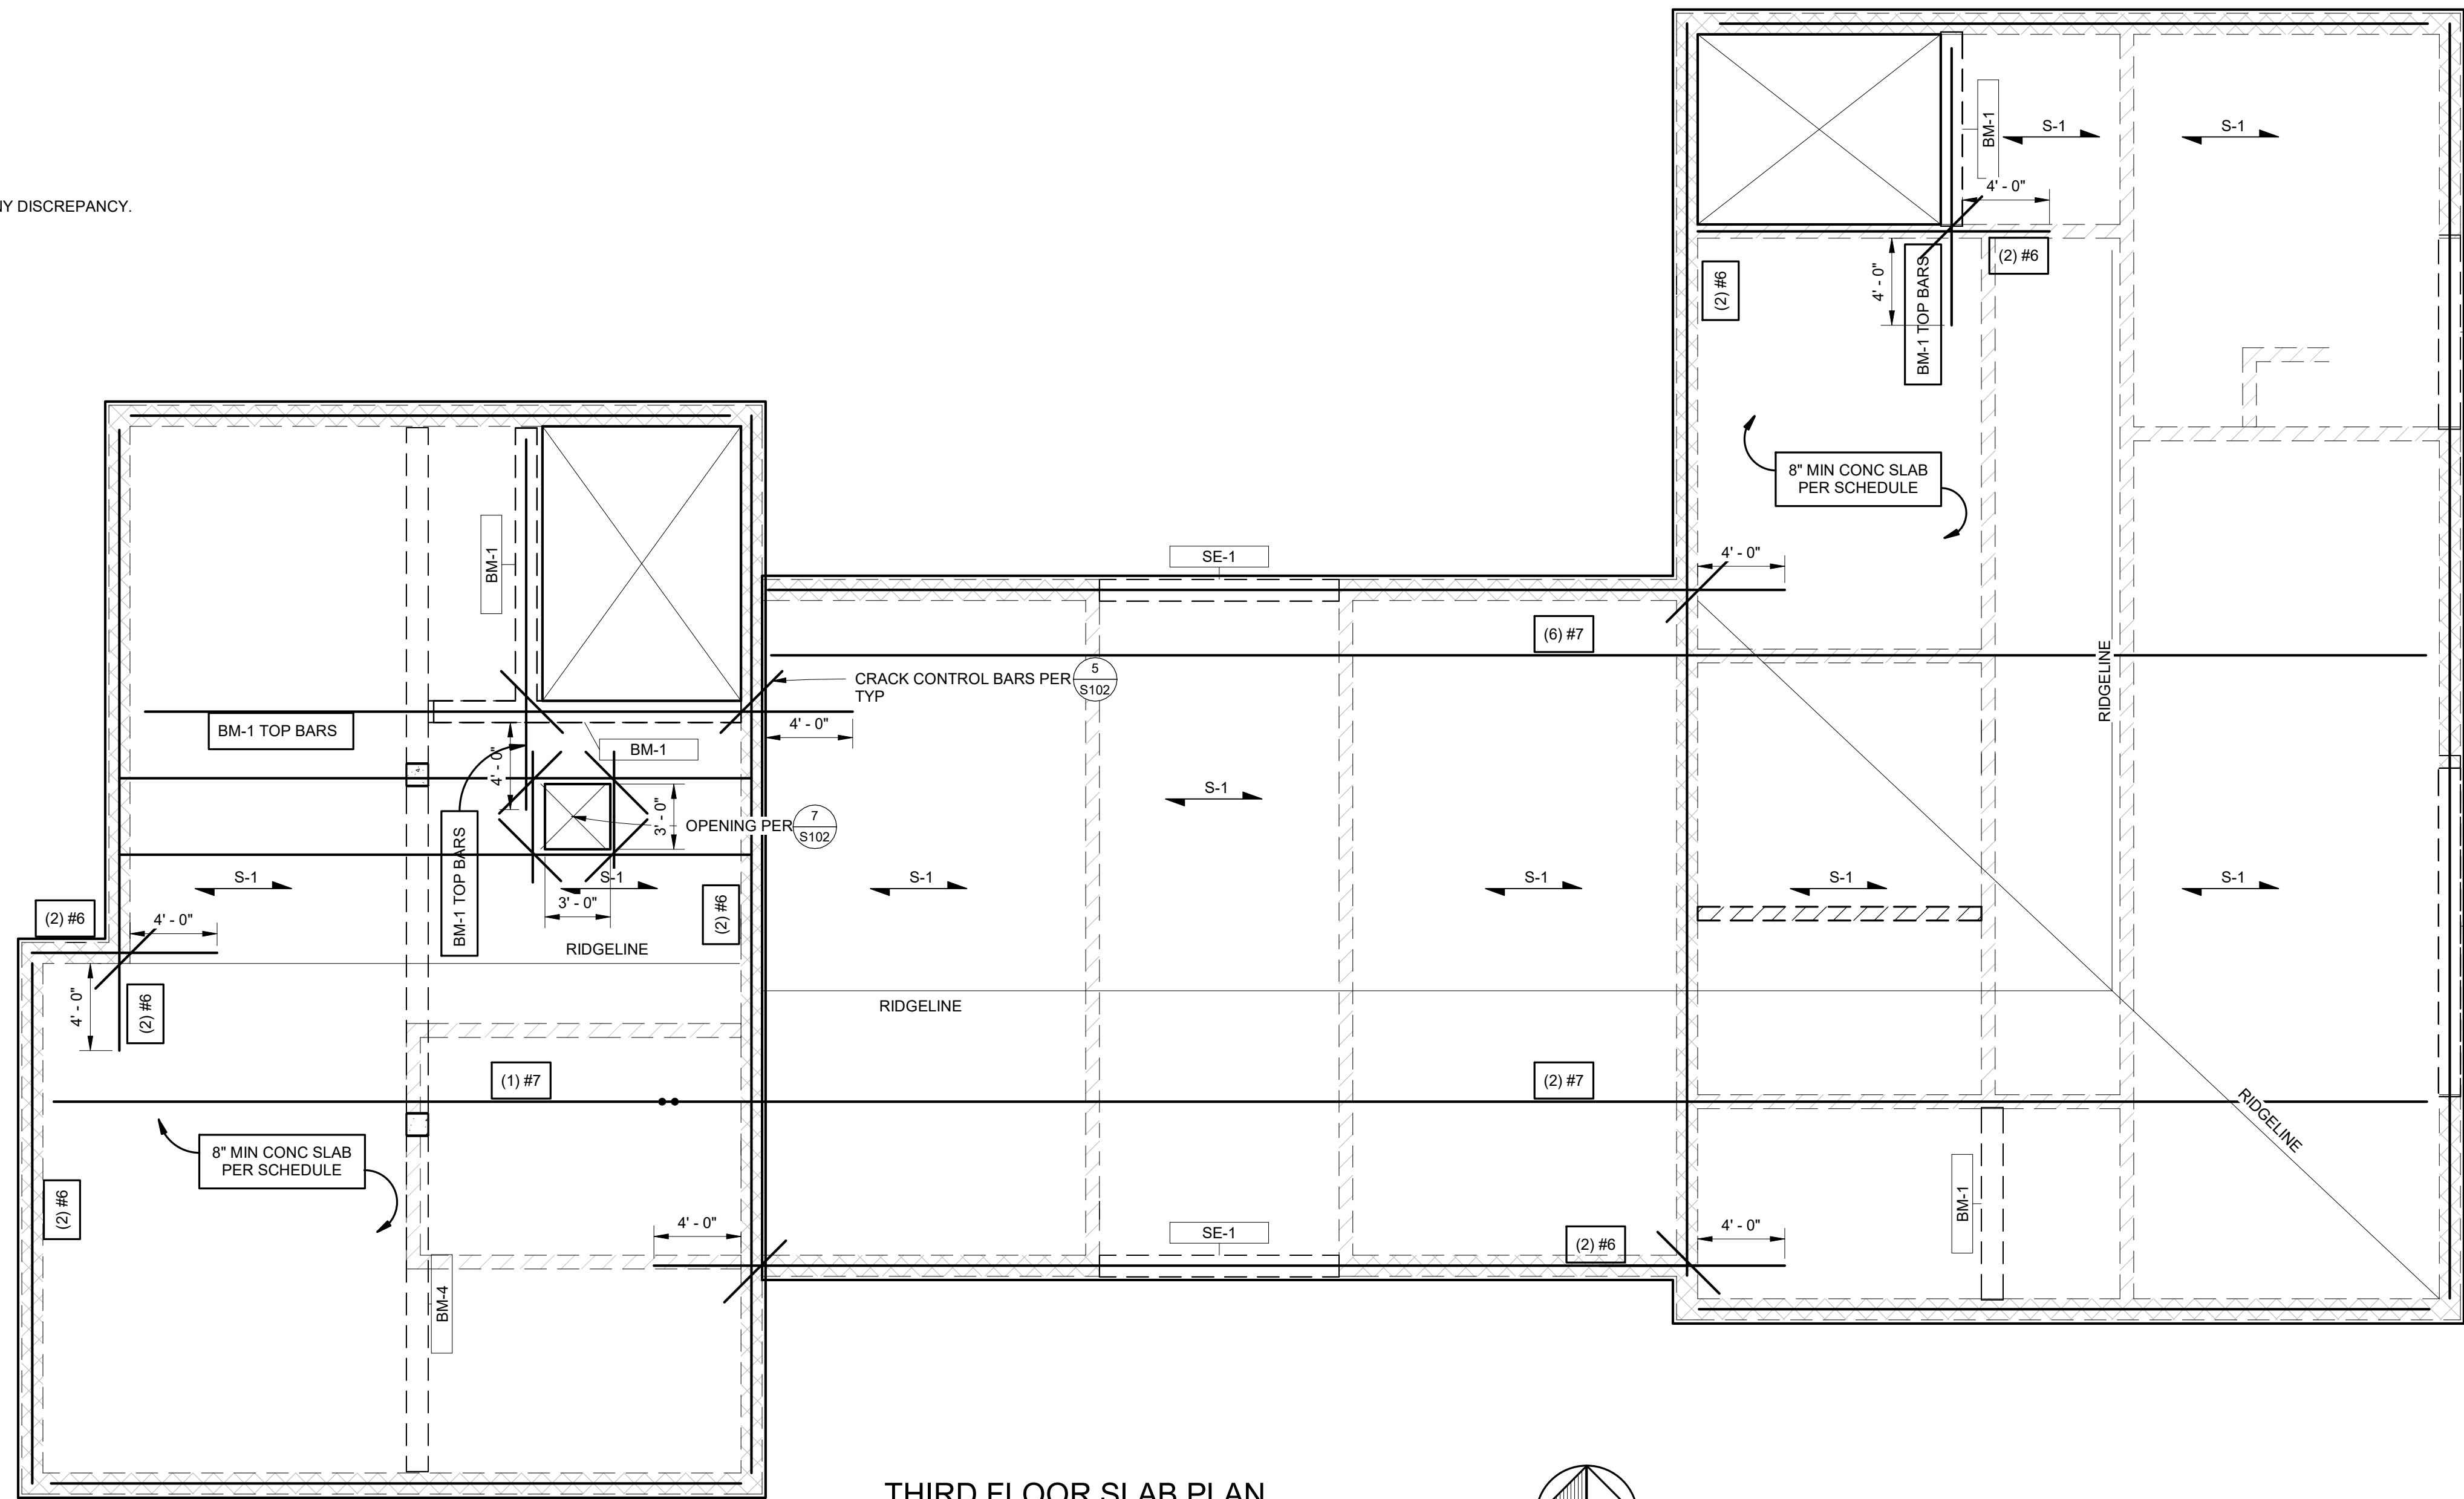 NY DISCREPANCY.
S-1
S-1
BM-1
4' - 0"
(2) #6
(2) #6
4' - 0"
BM-1 TOP BARS
8" MIN CONC SLAB
PER SCHEDULE
BM-1
SE-1
4' - 0"
(6) #7
RIDGELINE
CRACK CONTROL BARS PER
TYP
5
S102
BM-1 TOP BARS
4' - 0"
BM-1
4' - 0"
S-1
3' - 0"
OPENING PER
7
S102
BM-1 TOP BARS
S-1
S-1
S-1
S-1
S-1
S-1
3' - 0"
(2) #6
(2) #6
4' - 0"
RIDGELINE
4' - 0"
(2) #6
RIDGELINE
(1) #7
(2) #7
RIDGELINE
8" MIN CONC SLAB
PER SCHEDULE
(2) #6
4' - 0"
SE-1
(2) #6
4' - 0"
BM-1
BM-4
THIRD FLOOR SLAB PLAN